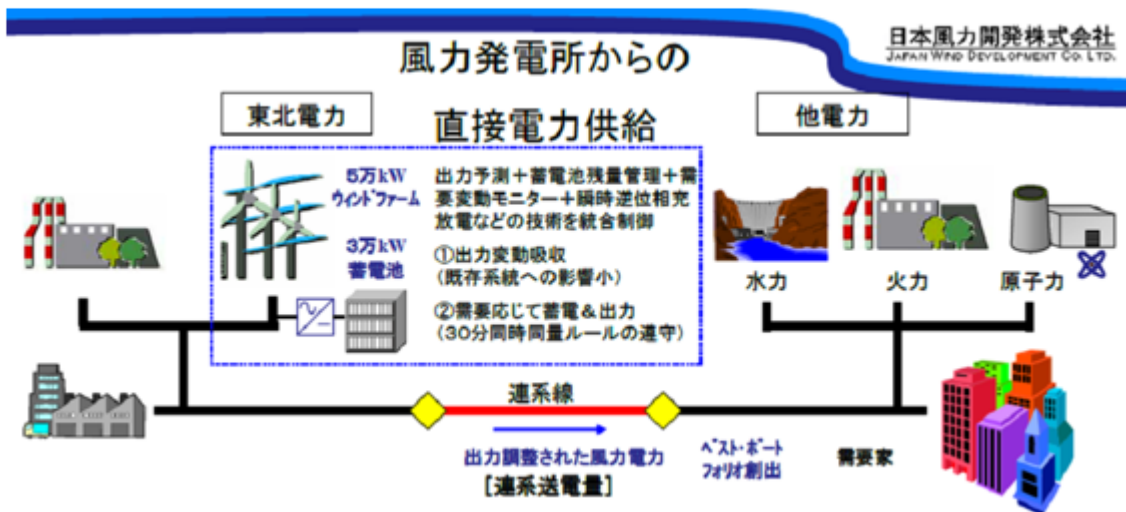 風力発電所からの
日本風力開発株式会社
JAPAN WIND DEVELOPMENT CO. LTD.
東北電力
直接電力供給
他電力
5万kW
ウィンドファーム
出力予測＋蓄電池残量管理＋需
要変動モニター＋瞬時逆位相充
放電などの技術を統合制御
3万kW
蓄電池
①出力変動吸収
(既存系統への影響小)
②需要応じて蓄電＆出力
(30分同時同量ルールの遵守)
水力
火力
原子力
連系線
出力調整された風力電力
[連系送電量]
ベスト・ポート
フォリオ創出
需要家